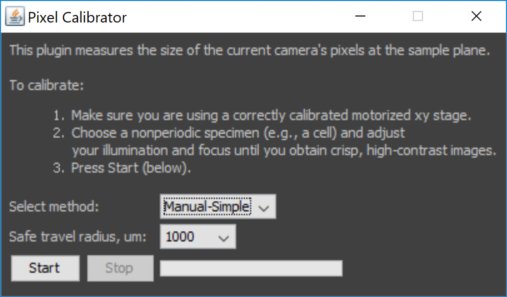 Pixel Calibrator
This plugin measures the size of the current camera's pixels at the sample plane.
To calibrate:
1. Make sure you are using a correctly calibrated motorized xy stage.
2. Choose a nonperiodic specimen (e.g., a cell) and adjust
your illumination and focus until you obtain crisp, high-contrast images.
3. Press Start (below).
Select method: Manual-Simple
Safe travel radius, um: 1000
Start Stop